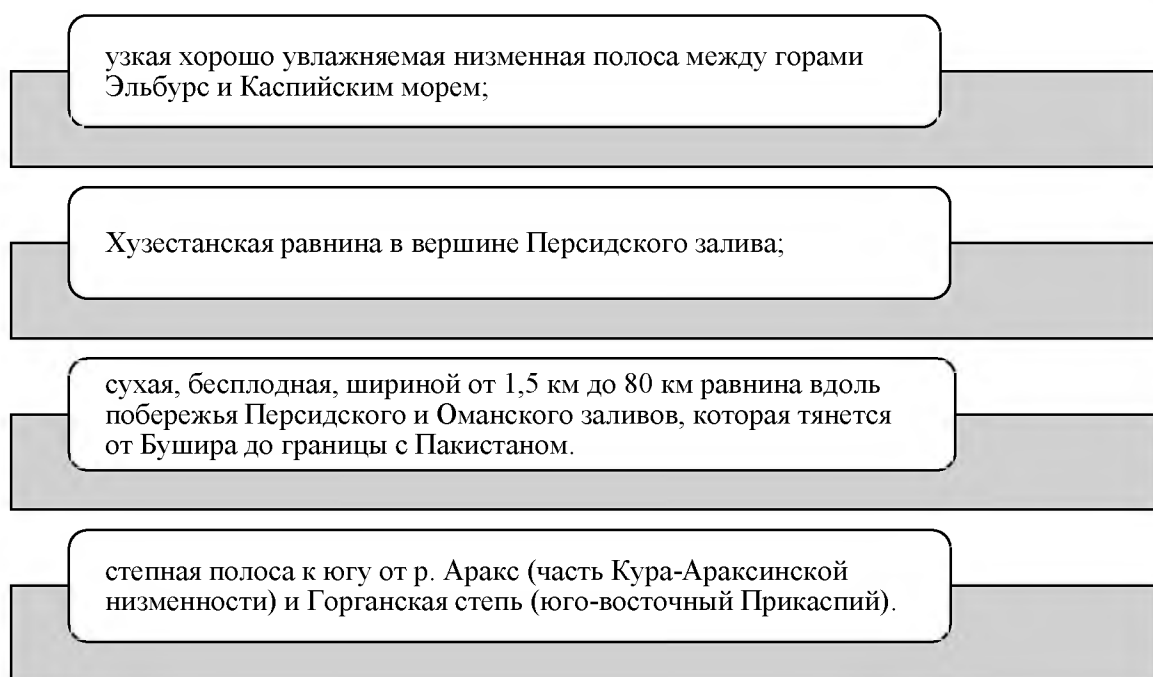 узкая хорошо увлажняемая низменная полоса между горами
Эльбурс и Каспийским морем;
Хузестанская равнина в вершине Персидского залива;
сухая, бесплодная, шириной от 1,5 км до 80 км равнина вдоль
побережья Персидского и Оманского заливов, которая тянется
от Бушира до границы с Пакистаном.
степная полоса к югу от р. Аракс (часть Кура-Араксинской
низменности) и Горганская степь (юго-восточный Прикаспий).